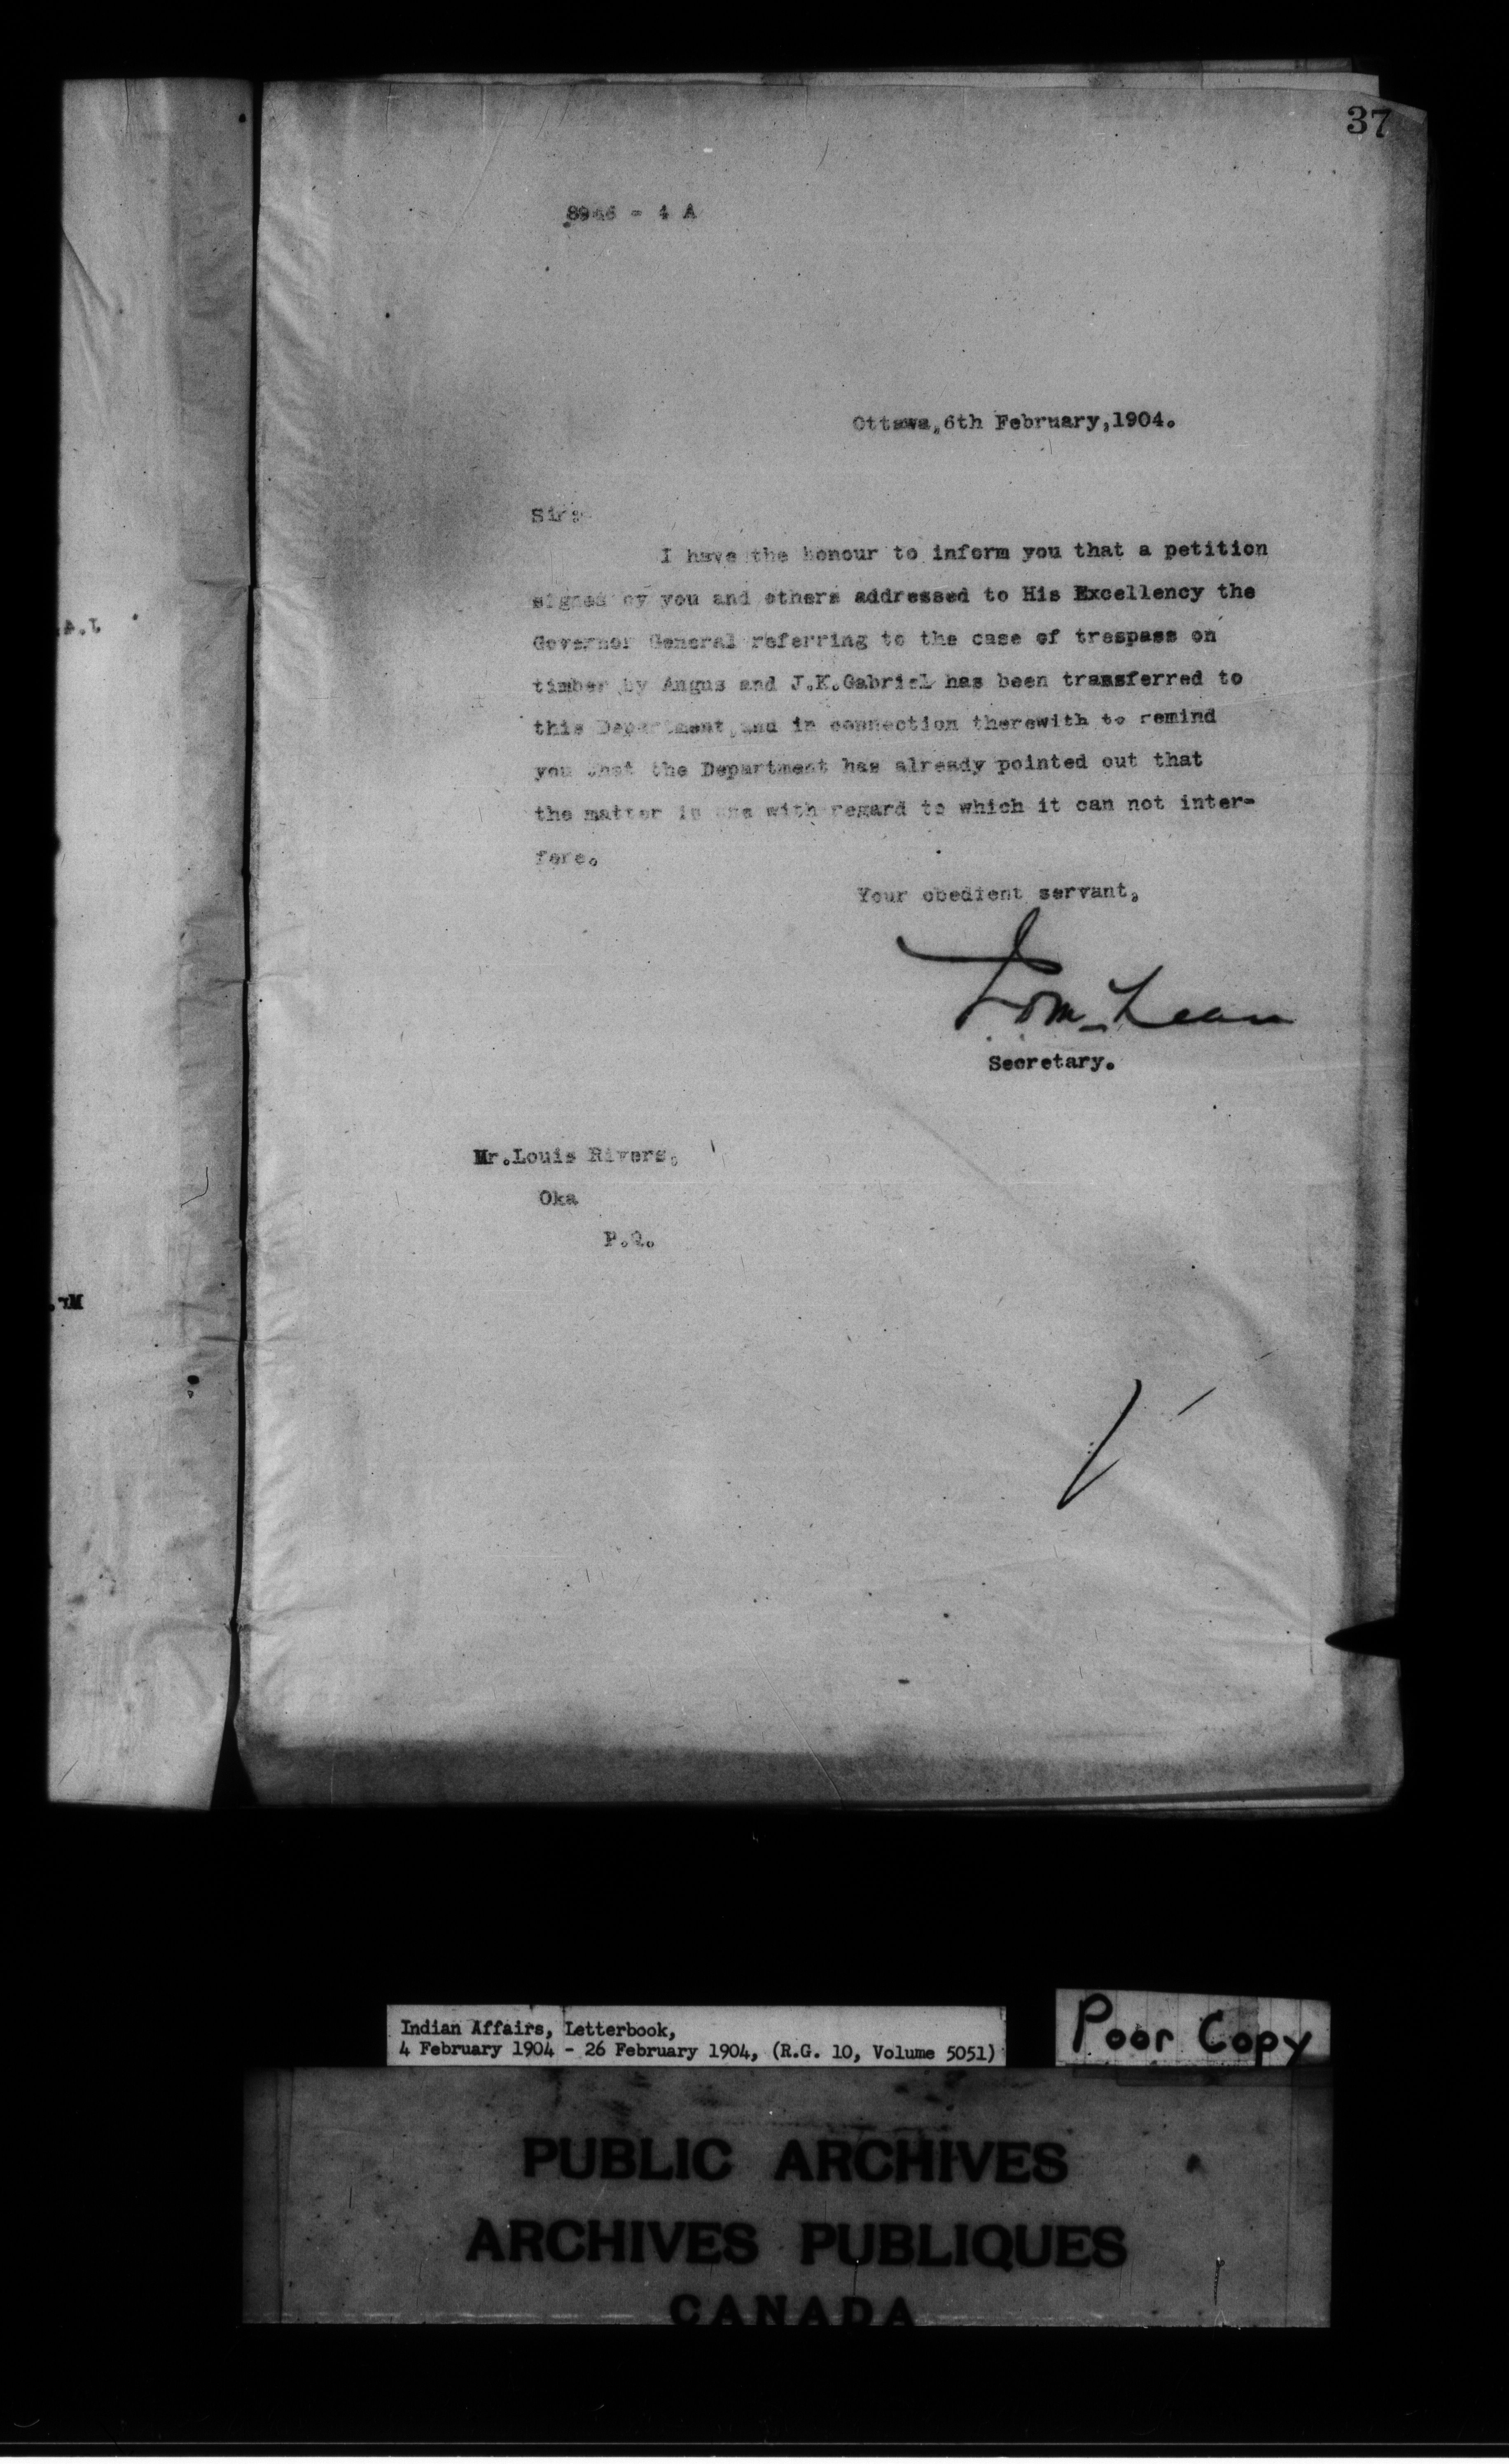 37
- 4 A
Ottawa, 6th February, 1904.
Sir:-
I have the honour to inform you that a petition
signed by you and others addressed to His Excellency the
Governor General referring to the case of trespass on
timber by Angus and J.K.Gabriel has been transferred to
this Department, and in connection therewith to remind
you that the Department has already pointed out that
the matter is one with regard to which it can not inter-
fere.
Your obedient servant,
Secretary.
Mr.Louis Rivers,
Oka
P.Q.
Indian Affairs, Letterbook,
4 February 1904 - 26 February 1904, (R.G. 10, Volume 5051)
Poor Copy
PUBLIC ARCHIVES
ARCHIVES PUBLIQUES
CANADA